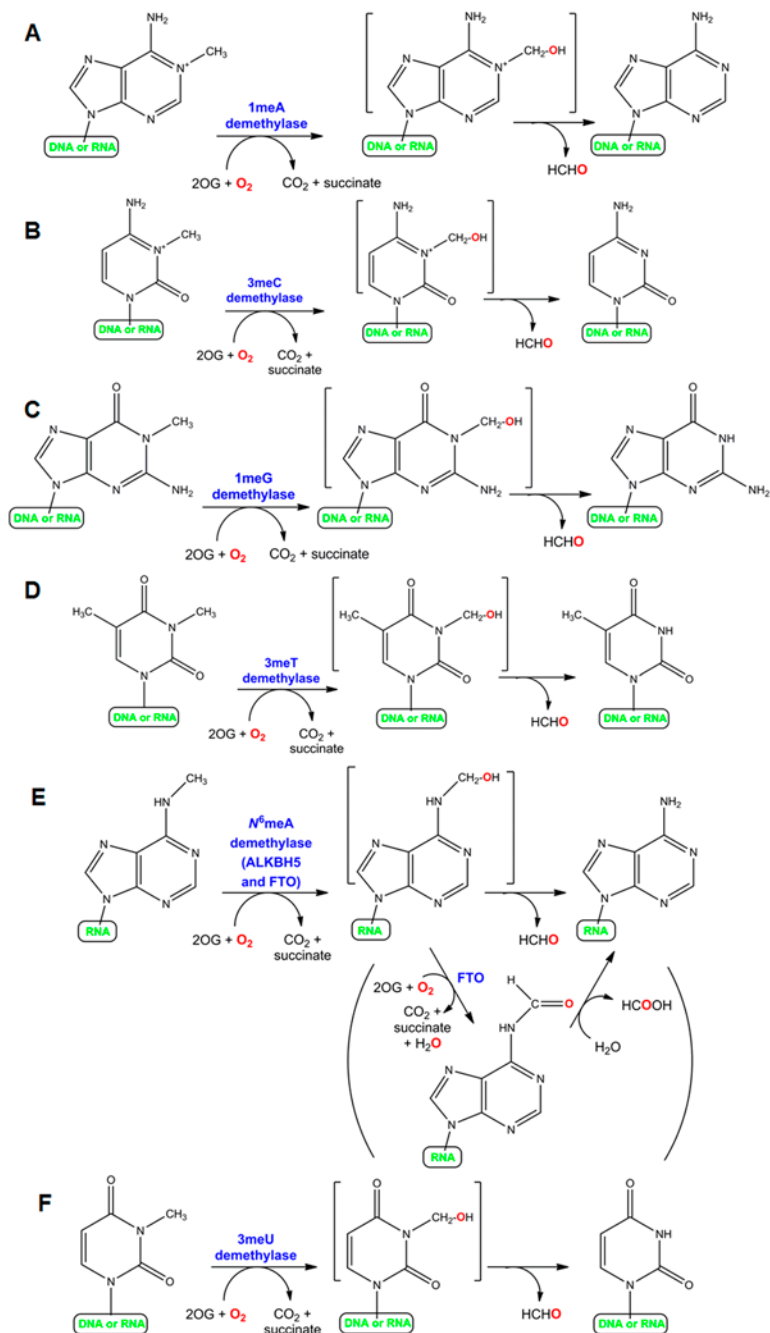 A
NH₂
CH₃
N
N⁺
N
N
DNA or RNA
1meA
demethylase
2OG + O₂
CO₂ + succinate
NH₂
CH₂-OH
N
N⁺
N
N
DNA or RNA
HCHO
NH₂
N
N
N
N
DNA or RNA
B
NH₂
CH₃
N⁺
N
O
DNA or RNA
3meC
demethylase
2OG + O₂
CO₂ +
succinate
NH₂
CH₂-OH
N⁺
N
O
DNA or RNA
HCHO
NH₂
N
N
O
DNA or RNA
C
O
CH₃
N
N
N
N
NH₂
DNA or RNA
1meG
demethylase
2OG + O₂
CO₂ + succinate
O
CH₂-OH
N
N
N
N
NH₂
DNA or RNA
HCHO
O
N
NH
N
N
NH₂
DNA or RNA
D
O
H₃C
CH₃
N
N
O
DNA or RNA
3meT
demethylase
2OG + O₂
CO₂ +
succinate
O
H₃C
CH₂-OH
N
N
O
DNA or RNA
HCHO
O
H₃C
NH
N
O
DNA or RNA
E
CH₃
HN
N
N
N
N
RNA
N⁶meA
demethylase
(ALKBH5
and FTO)
2OG + O₂
CO₂ +
succinate
CH₂-OH
HN
N
N
N
N
RNA
HCHO
NH₂
N
N
N
N
RNA
FTO
2OG + O₂
CO₂ +
succinate
+ H₂O
H
C
O
HN
N
N
N
N
RNA
HCOOH
H₂O
F
O
CH₃
N
N
O
DNA or RNA
3meU
demethylase
2OG + O₂
CO₂ +
succinate
O
CH₂-OH
N
N
O
DNA or RNA
HCHO
O
NH
N
O
DNA or RNA